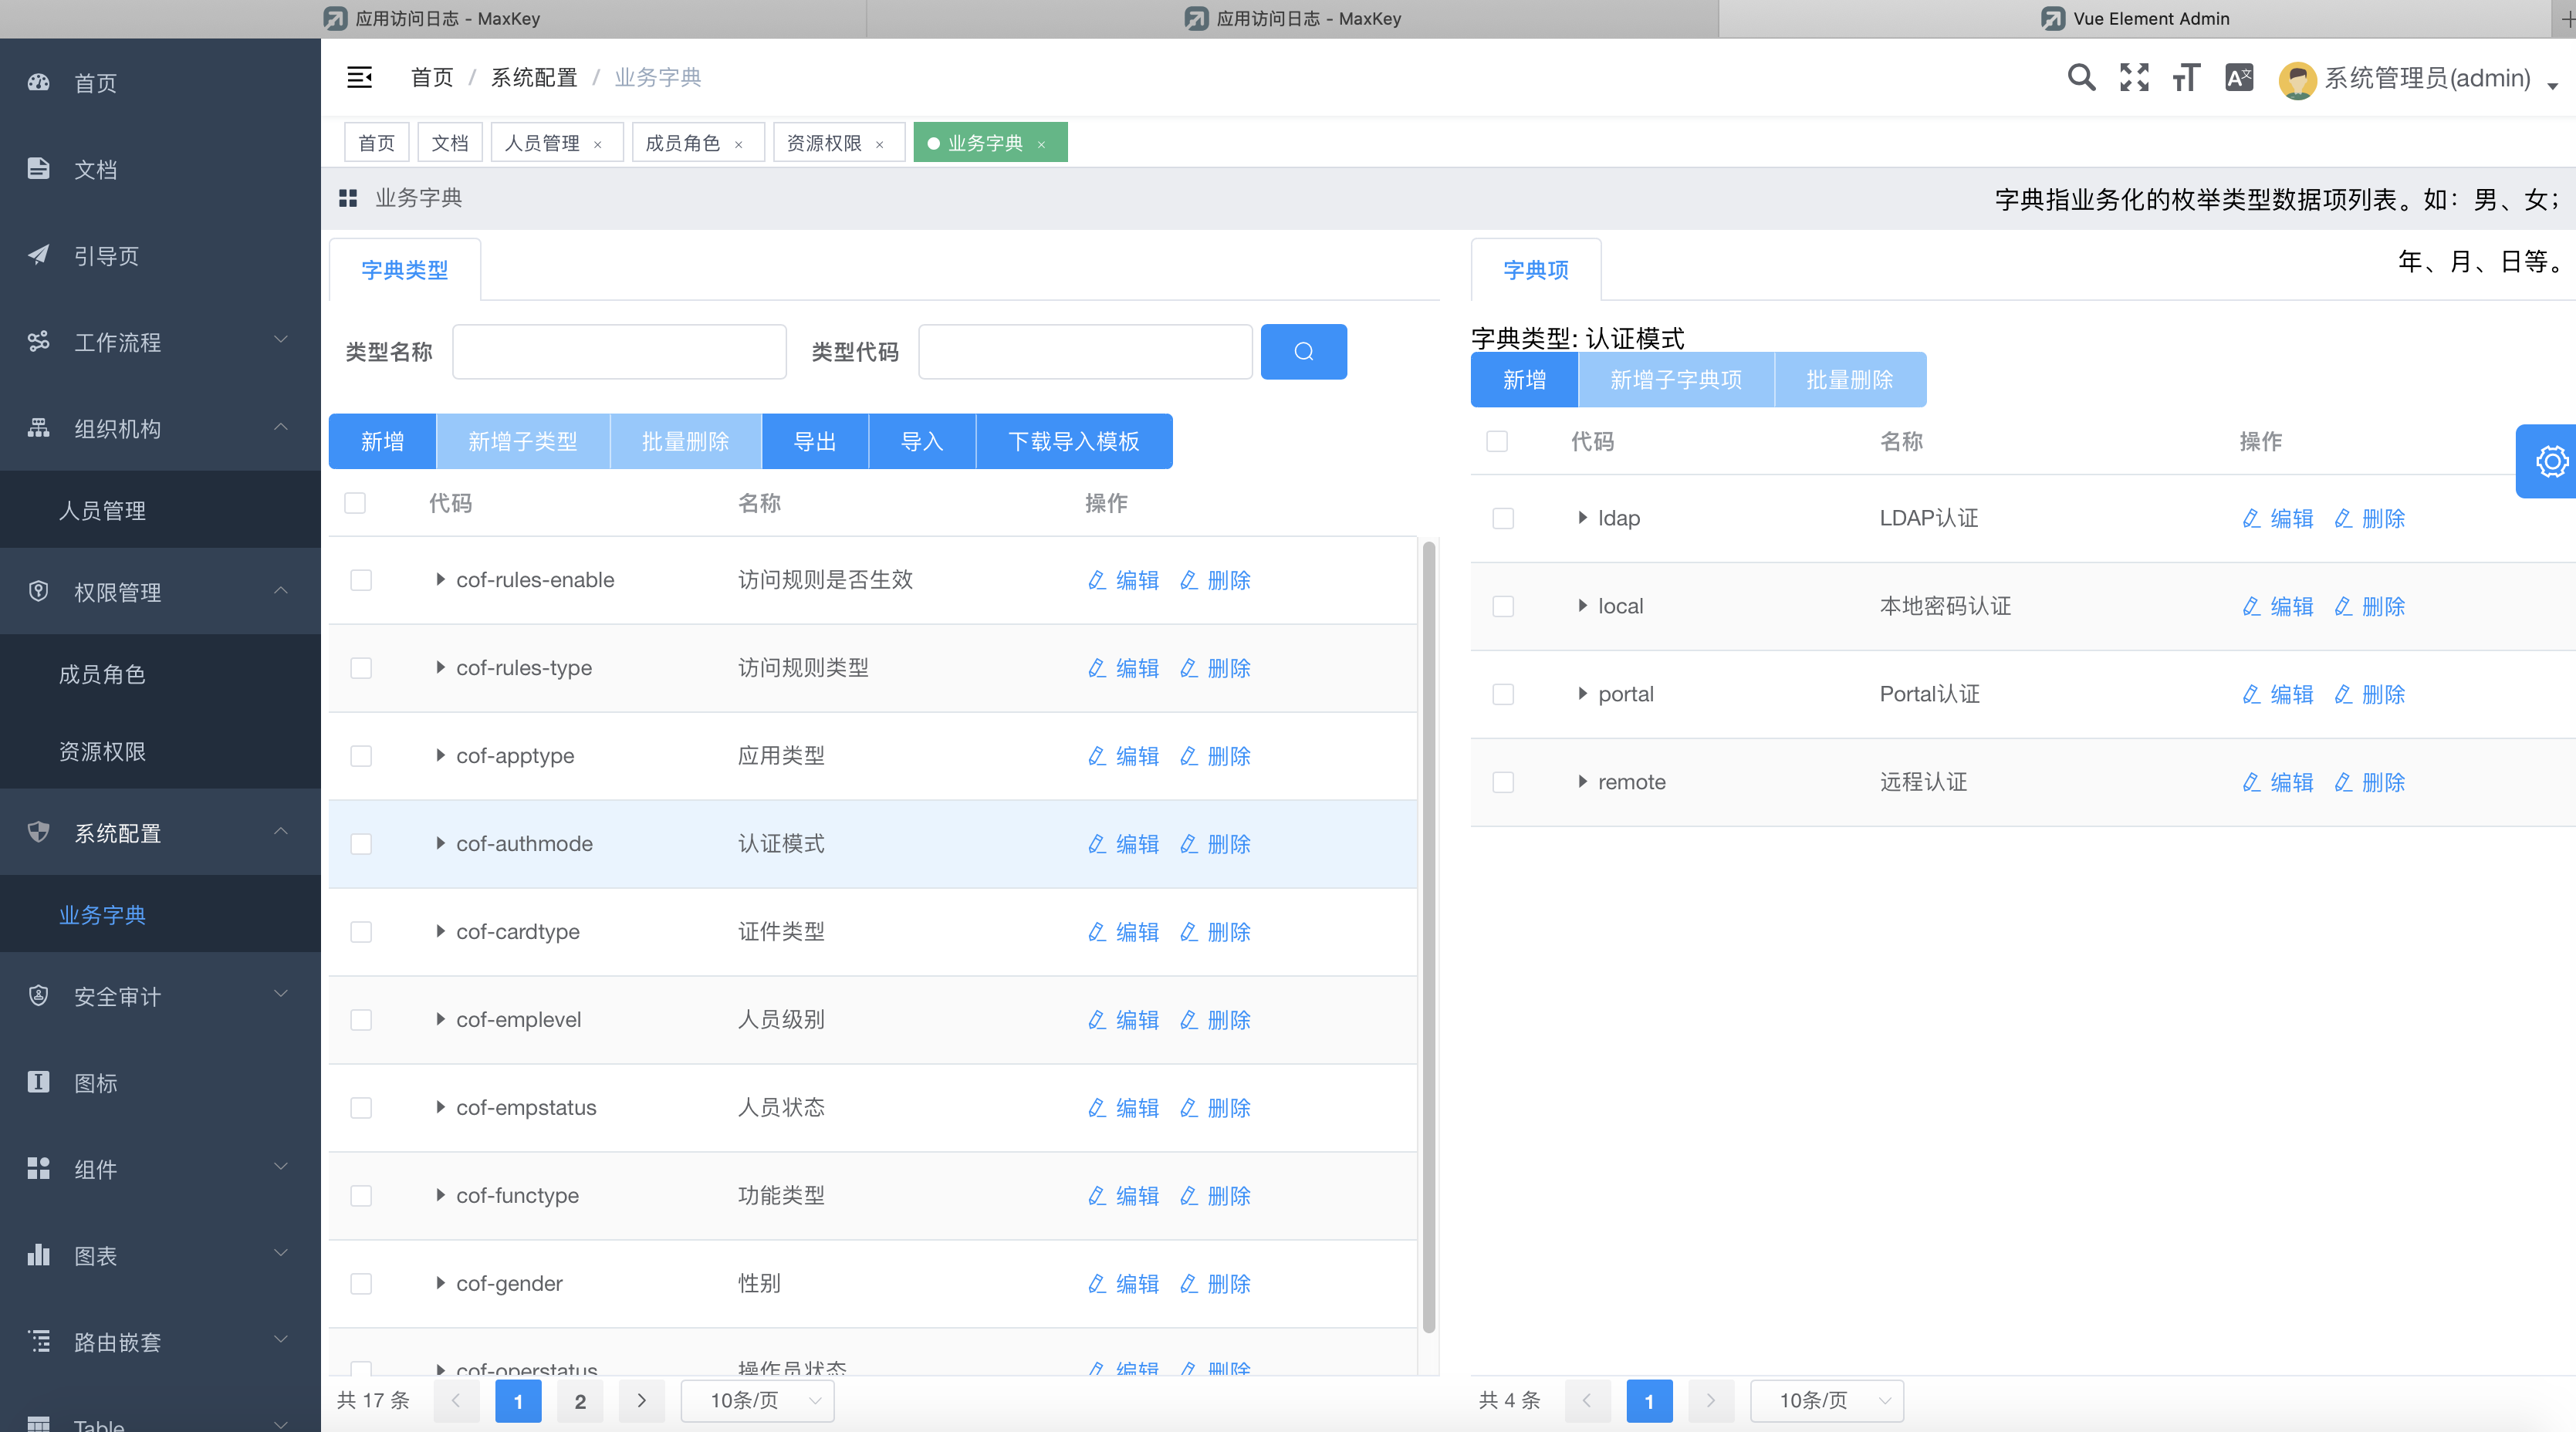 应用访问日志 - MaxKey
应用访问日志 - MaxKey
Vue Element Admin
首页
文档
引导页
工作流程
组织机构
人员管理
权限管理
成员角色
资源权限
系统配置
业务字典
安全审计
图标
组件
图表
路由嵌套
Table
首页 / 系统配置 / 业务字典
系统管理员(admin)
首页 文档 人员管理 × 成员角色 × 资源权限 × 业务字典 ×
业务字典
字典指业务化的枚举类型数据项列表。如：男、女；
年、月、日等。
字典类型
类型名称 类型代码
新增 新增子类型 批量删除 导出 导入 下载导入模板
代码 名称 操作
cof-rules-enable 访问规则是否生效 编辑 删除
cof-rules-type 访问规则类型 编辑 删除
cof-apptype 应用类型 编辑 删除
cof-authmode 认证模式 编辑 删除
cof-cardtype 证件类型 编辑 删除
cof-emplevel 人员级别 编辑 删除
cof-empstatus 人员状态 编辑 删除
cof-functype 功能类型 编辑 删除
cof-gender 性别 编辑 删除
cof-operstatus 操作员状态 编辑 删除
共 17 条 1 2 10条/页
字典项
字典类型: 认证模式
新增 新增子字典项 批量删除
代码 名称 操作
ldap LDAP认证 编辑 删除
local 本地密码认证 编辑 删除
portal Portal认证 编辑 删除
remote 远程认证 编辑 删除
共 4 条 1 10条/页